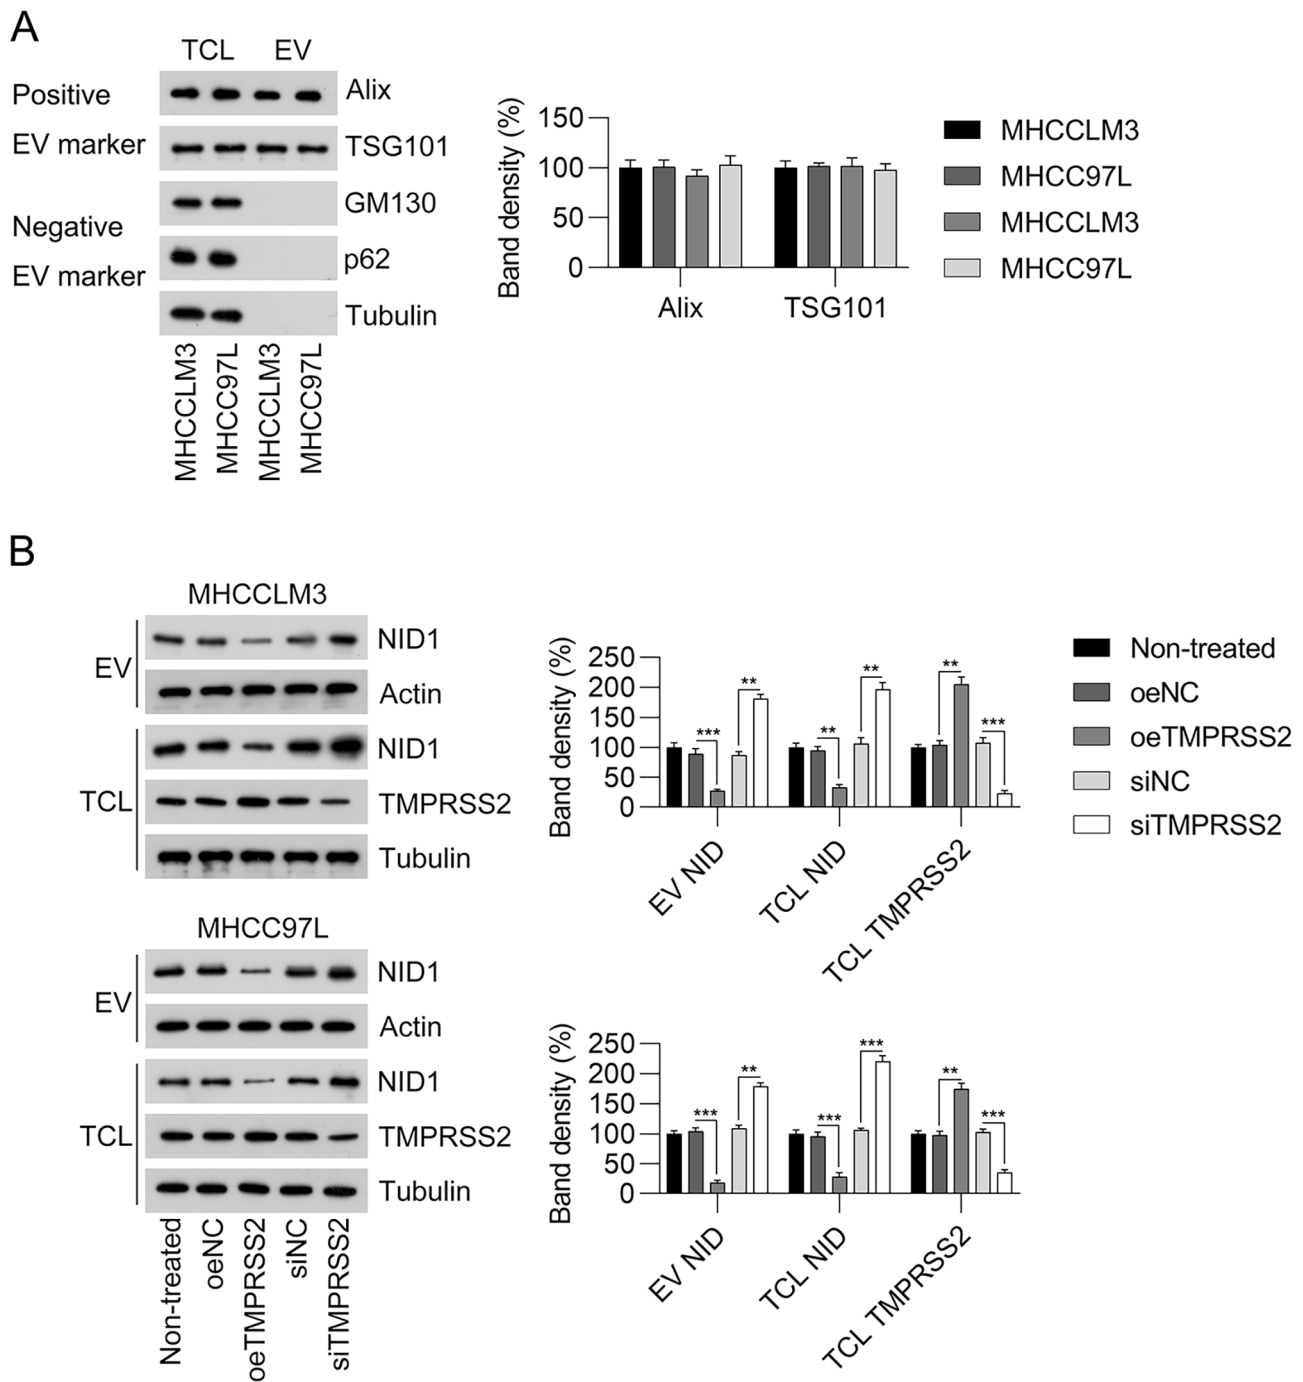 A
TCL EV
Positive
EV marker
Negative
EV marker
Alix
TSG101
GM130
p62
Tubulin
MHCCLM3
MHCC97L
MHCCLM3
MHCC97L
Band density (%)
150
100
50
0
Alix TSG101
MHCCLM3
MHCC97L
MHCCLM3
MHCC97L
B
MHCCLM3
EV
NID1
Actin
TCL
NID1
TMPRSS2
Tubulin
Band density (%)
250
200
150
100
50
0
*** ** ** ** ** ***
EV NID
TCL NID
TCL TMPRSS2
Non-treated
oeNC
oeTMPRSS2
siNC
siTMPRSS2
MHCC97L
EV
NID1
Actin
TCL
NID1
TMPRSS2
Tubulin
Non-treated
oeNC
oeTMPRSS2
siNC
siTMPRSS2
Band density (%)
250
200
150
100
50
0
*** ** *** *** ** ***
EV NID
TCL NID
TCL TMPRSS2